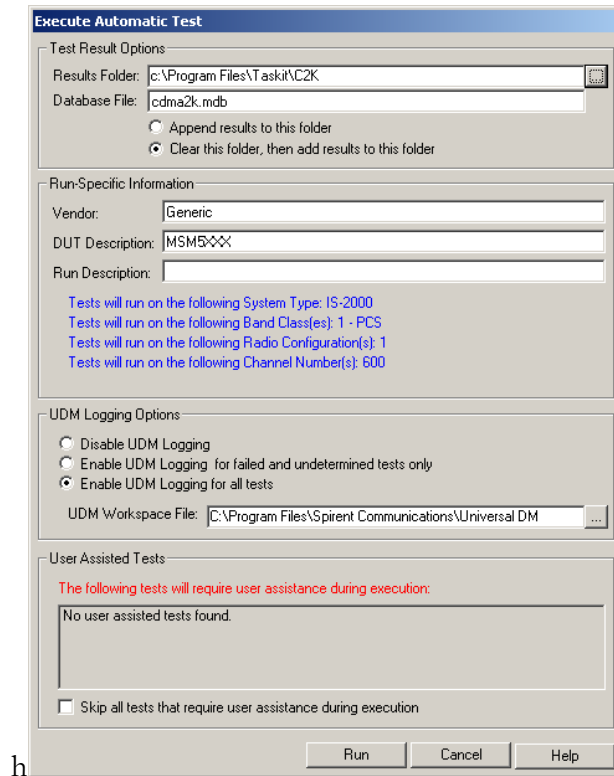 Execute Automatic Test
Test Result Options
Results Folder: c:\Program Files\Taskit\C2K
Database File: cdma2k.mdb
Append results to this folder
Clear this folder, then add results to this folder
Run-Specific Information
Vendor: Generic
DUT Description: MSM5XXX
Run Description:
Tests will run on the following System Type: IS-2000
Tests will run on the following Band Class(es): 1 - PCS
Tests will run on the following Radio Configuration(s): 1
Tests will run on the following Channel Number(s): 600
UDM Logging Options
Disable UDM Logging
Enable UDM Logging for failed and undetermined tests only
Enable UDM Logging for all tests
UDM Workspace File: C:\Program Files\Spirent Communications\Universal DM ...
User Assisted Tests
The following tests will require user assistance during execution:
No user assisted tests found.
Skip all tests that require user assistance during execution
Run Cancel Help
h